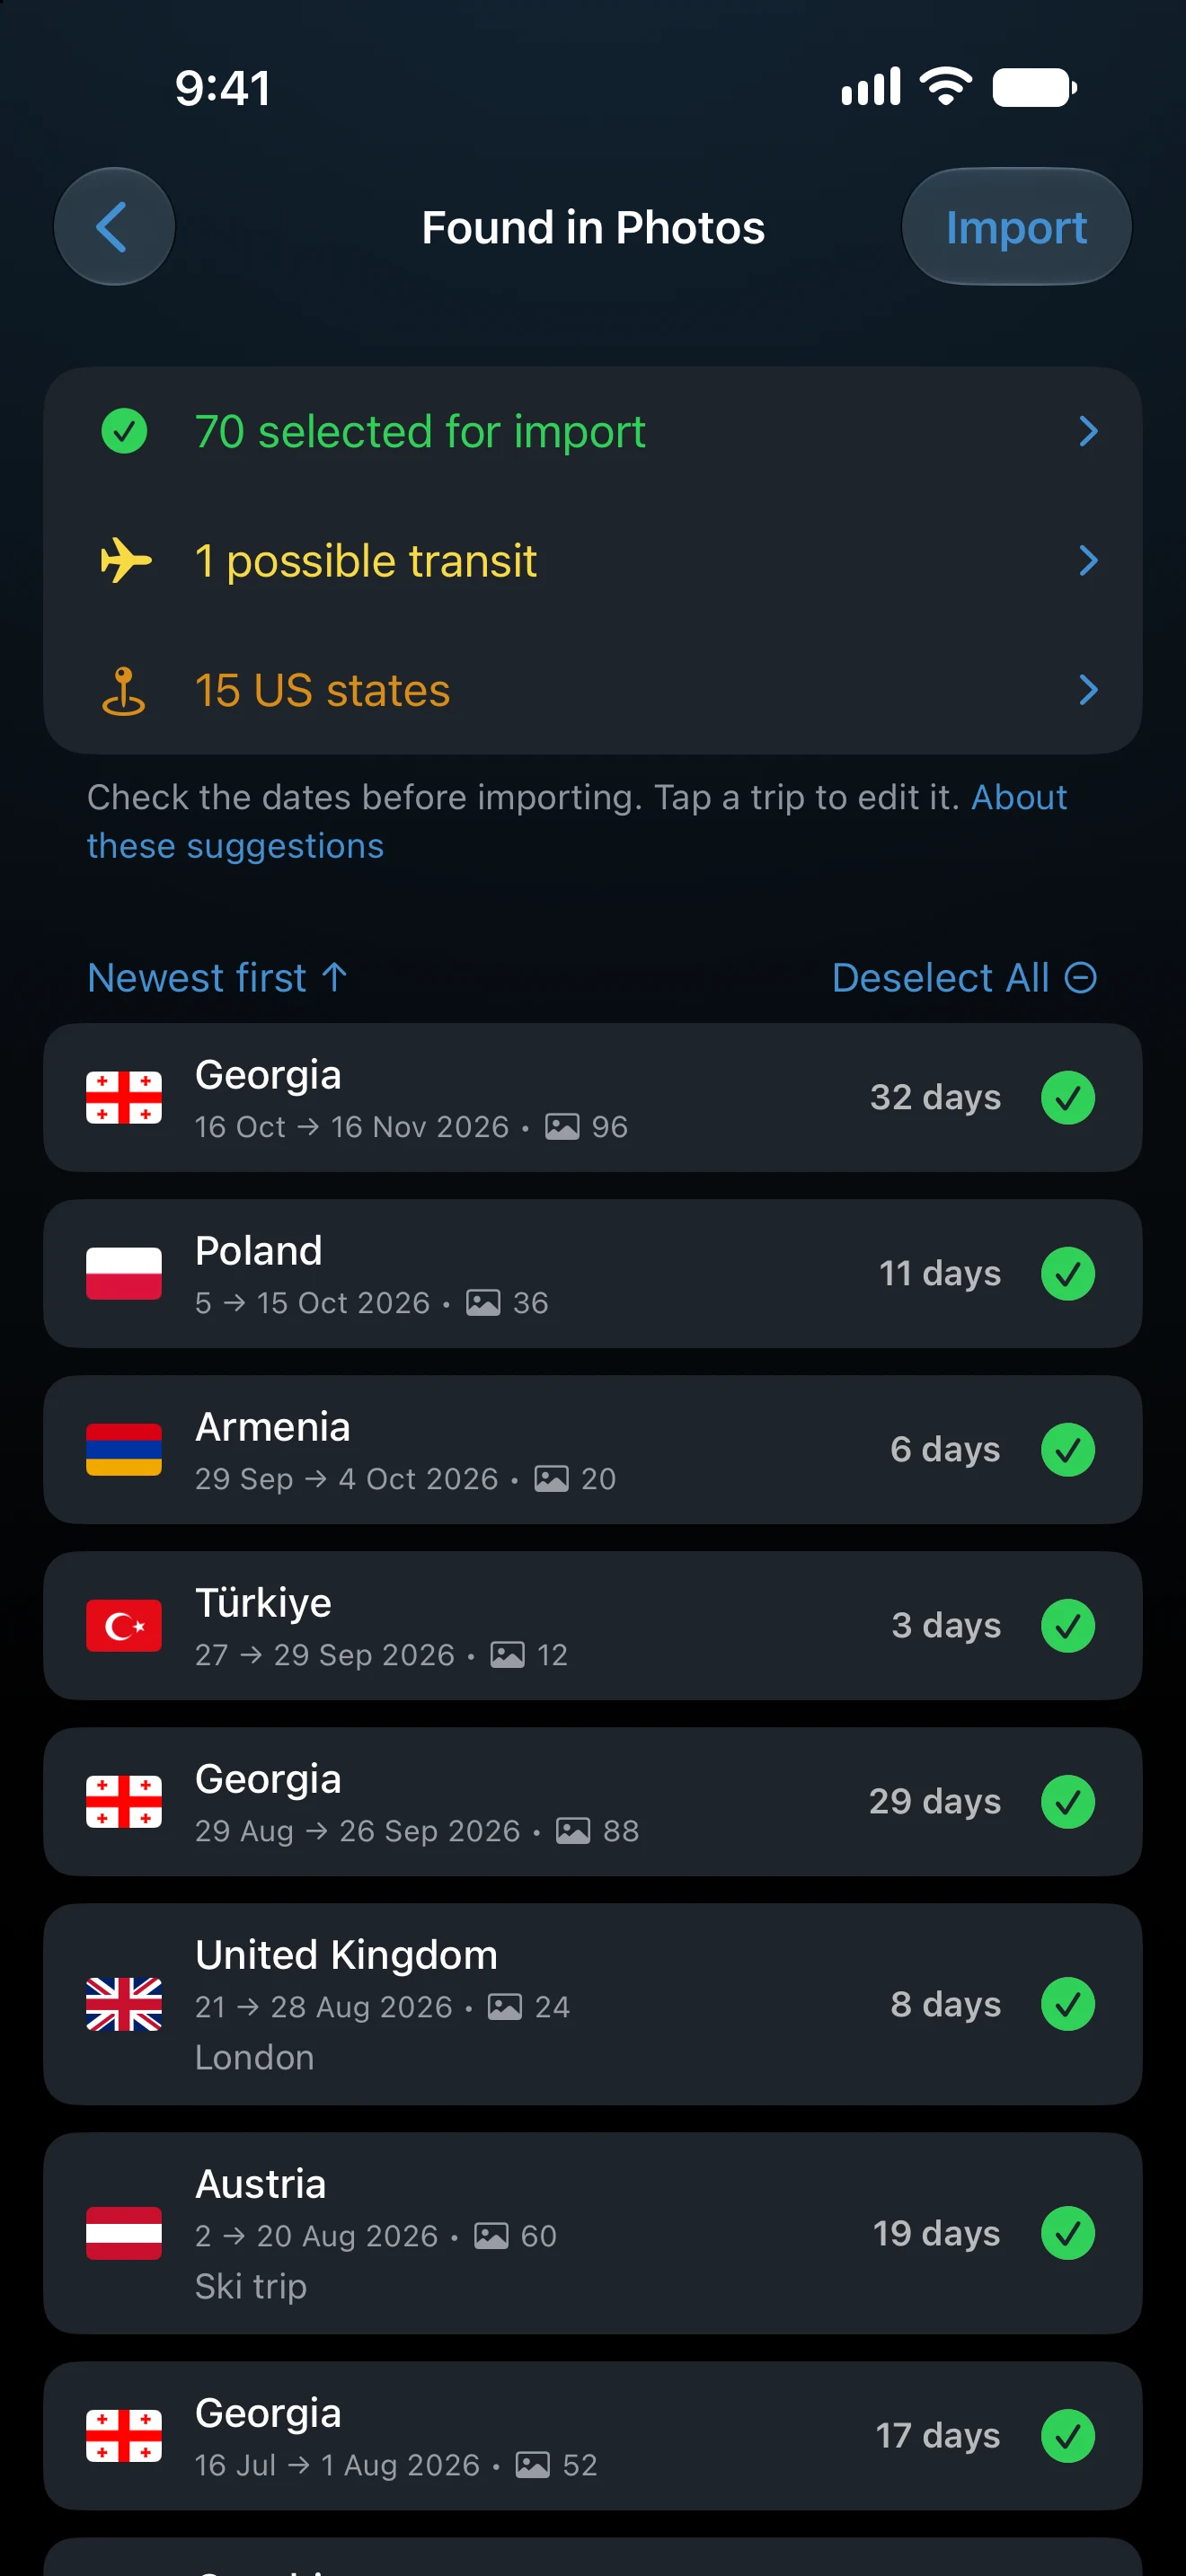 9:41
Found in Photos
Import
70 selected for import
1 possible transit
15 US states
Check the dates before importing. Tap a trip to edit it. About
these suggestions
Newest first ↑
Deselect All
Georgia
32 days
16 Oct → 16 Nov 2026 • 96
Poland
11 days
5 → 15 Oct 2026 • 36
Armenia
6 days
29 Sep → 4 Oct 2026 • 20
Türkiye
3 days
27 → 29 Sep 2026 • 12
Georgia
29 days
29 Aug → 26 Sep 2026 • 88
United Kingdom
8 days
21 → 28 Aug 2026 • 24
London
Austria
19 days
2 → 20 Aug 2026 • 60
Ski trip
Georgia
17 days
16 Jul → 1 Aug 2026 • 52